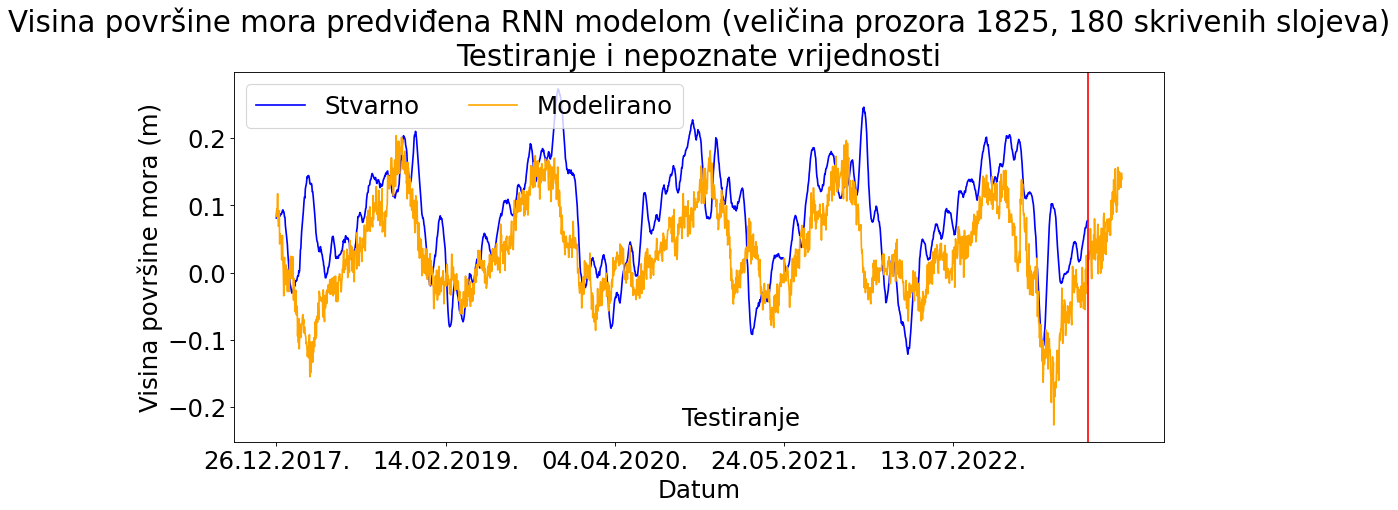 Visina površine mora predviđena RNN modelom (veličina prozora 1825, 180 skrivenih slojeva)
Testiranje i nepoznate vrijednosti
Stvarno Modelirano
Visina površine mora (m)
0.2
0.1
0.0
−0.1
−0.2
Testiranje
26.12.2017. 14.02.2019. 04.04.2020. 24.05.2021. 13.07.2022.
Datum